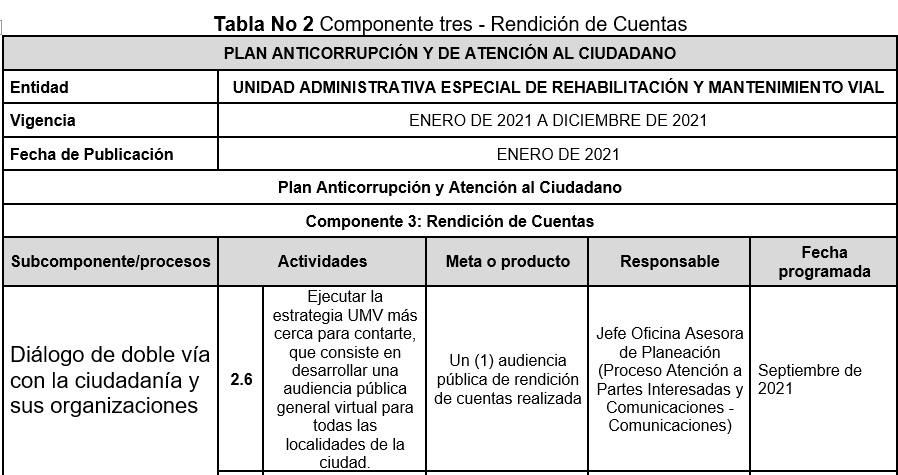 Tabla No 2 Componente tres - Rendición de Cuentas
PLAN ANTICORRUPCIÓN Y DE ATENCIÓN AL CIUDADANO
Entidad
UNIDAD ADMINISTRATIVA ESPECIAL DE REHABILITACIÓN Y MANTENIMIENTO VIAL
Vigencia
ENERO DE 2021 A DICIEMBRE DE 2021
Fecha de Publicación
ENERO DE 2021
Plan Anticorrupción y Atención al Ciudadano
Componente 3: Rendición de Cuentas
Subcomponente/procesos
Actividades
Meta o producto
Responsable
Fecha
programada
Diálogo de doble vía
con la ciudadanía y
sus organizaciones
2.6
Ejecutar la
estrategia UMV más
cerca para contarte,
que consiste en
desarrollar una
audiencia pública
general virtual para
todas las
localidades de la
ciudad.
Un (1) audiencia
pública de rendición
de cuentas realizada
Jefe Oficina Asesora
de Planeación
(Proceso Atención a
Partes Interesadas y
Comunicaciones -
Comunicaciones)
Septiembre de
2021